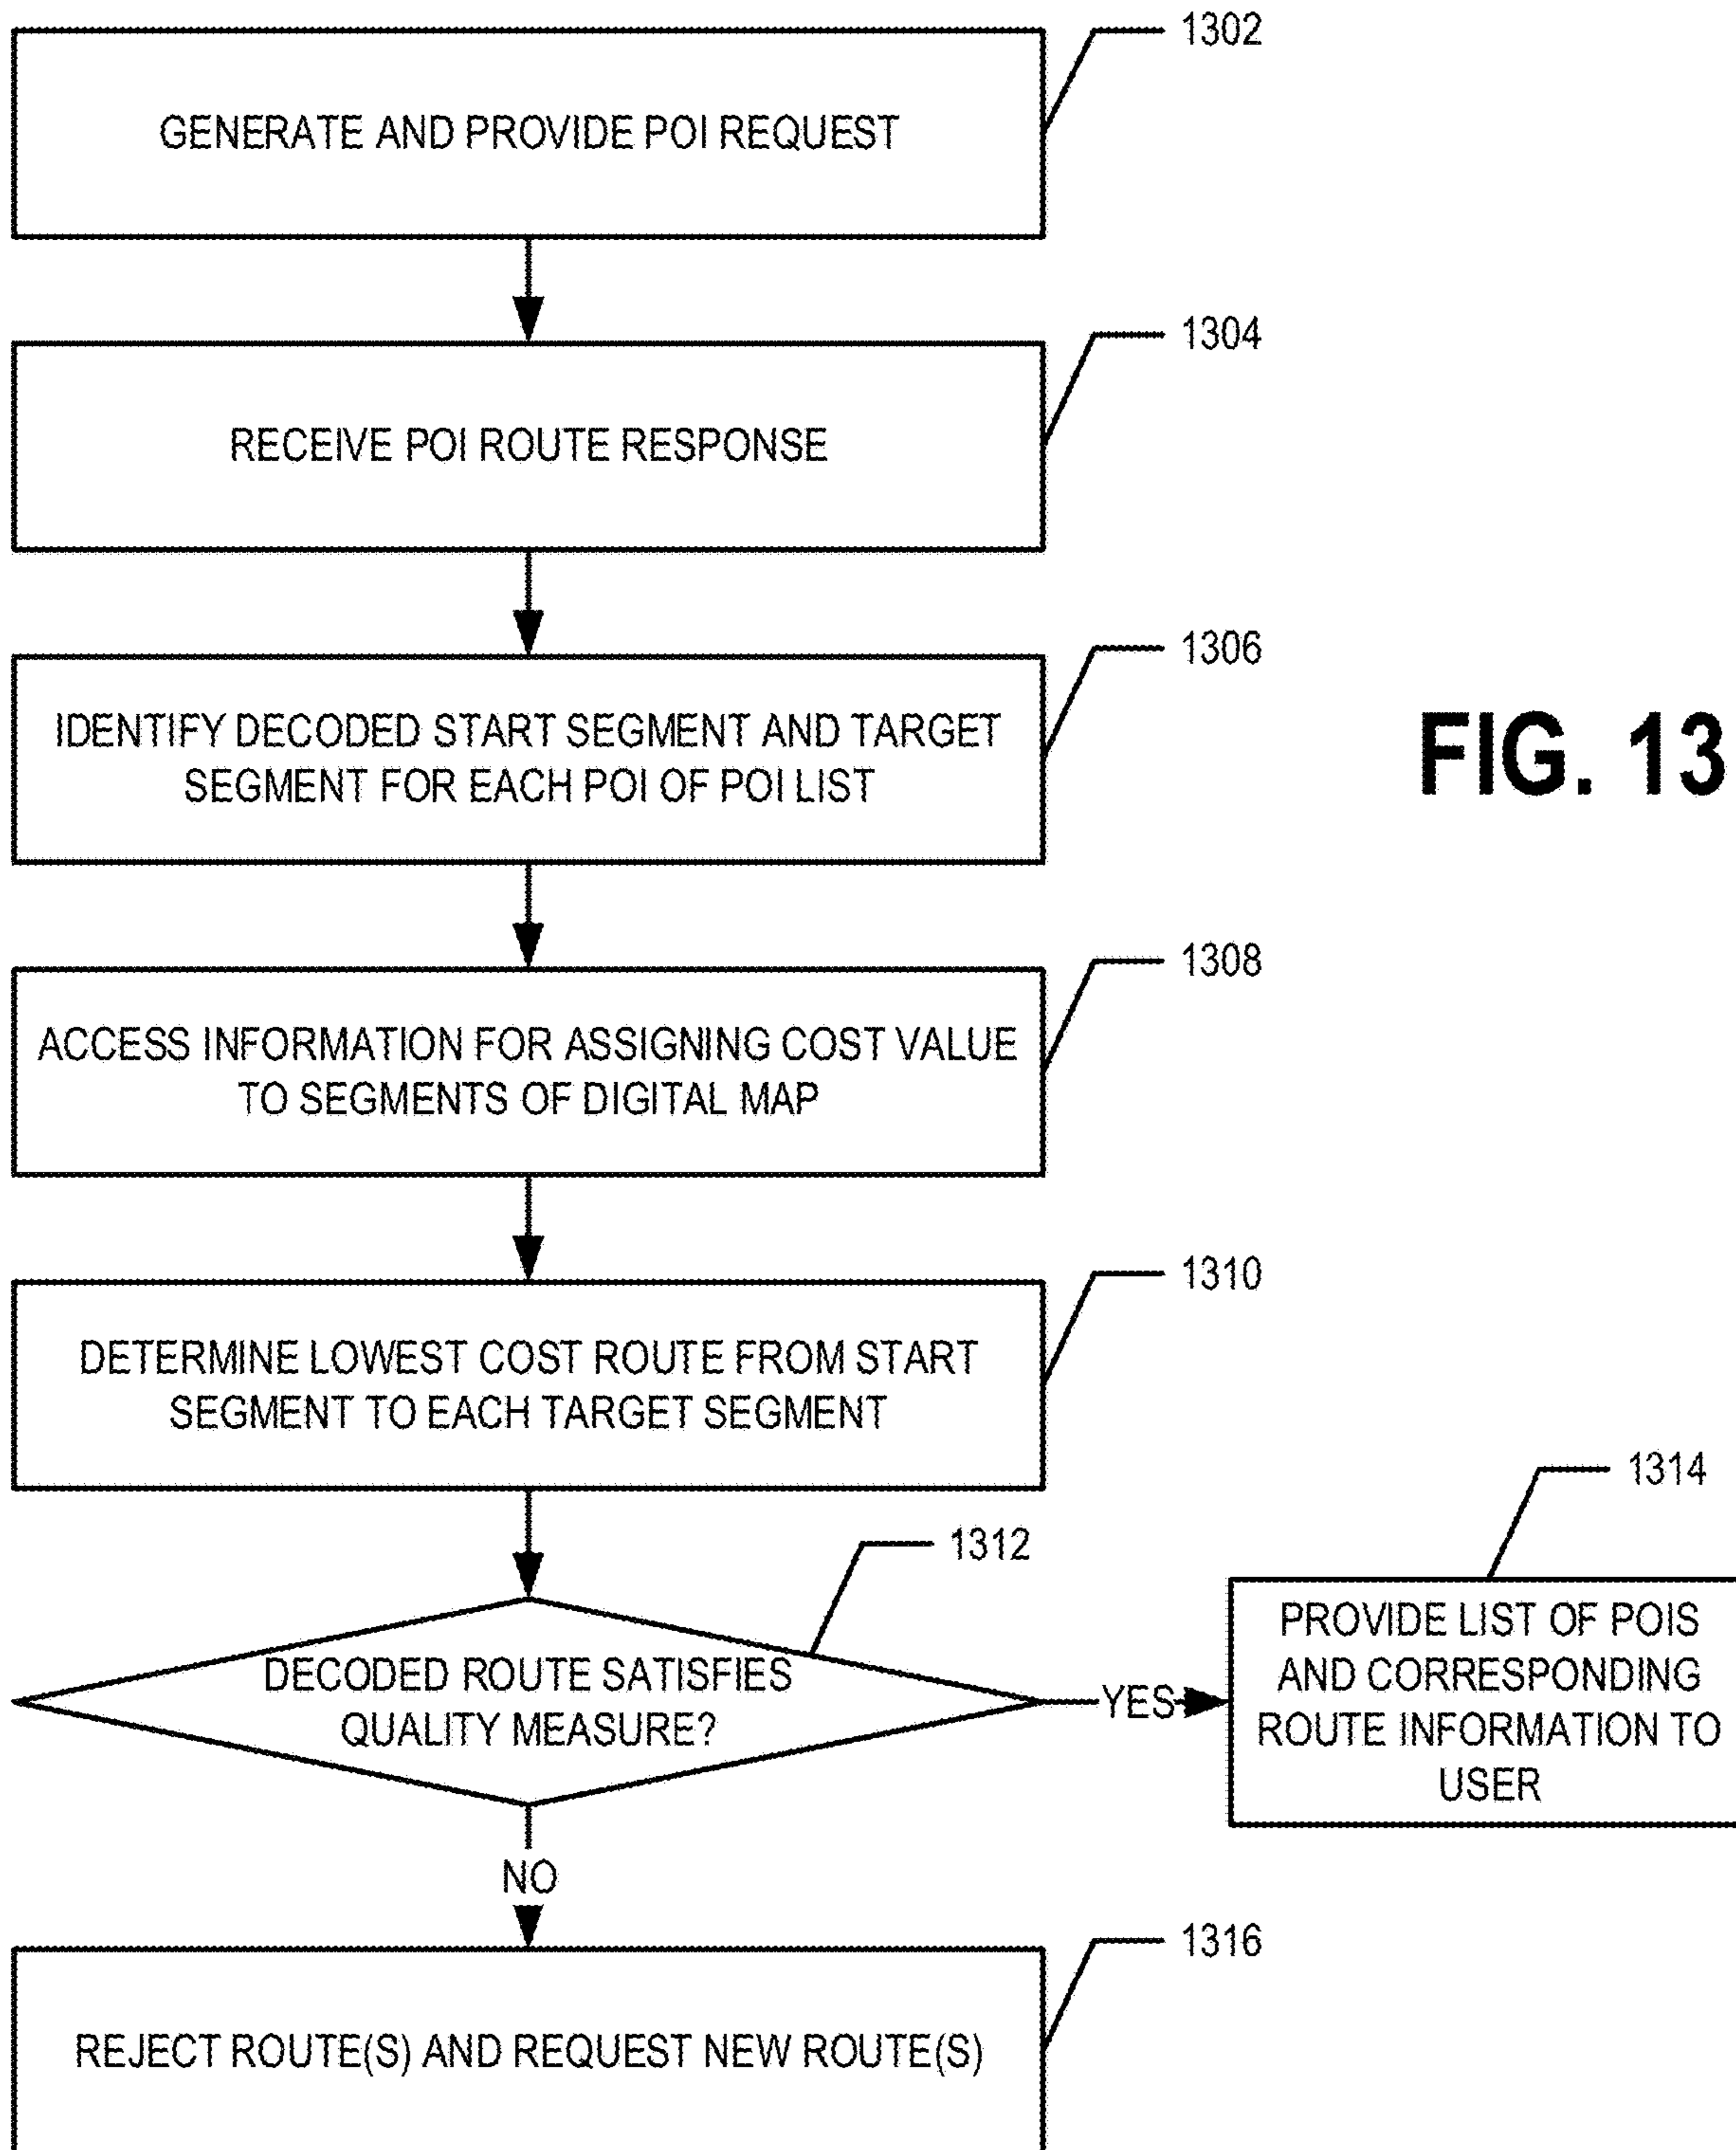 1302
GENERATE AND PROVIDE POI REQUEST
1304
RECEIVE POI ROUTE RESPONSE
1306
IDENTIFY DECODED START SEGMENT AND TARGET
SEGMENT FOR EACH POI OF POI LIST
FIG. 13
1308
ACCESS INFORMATION FOR ASSIGNING COST VALUE
TO SEGMENTS OF DIGITAL MAP
1310
DETERMINE LOWEST COST ROUTE FROM START
SEGMENT TO EACH TARGET SEGMENT
1312
DECODED ROUTE SATISFIES
QUALITY MEASURE?
YES
1314
PROVIDE LIST OF POIS
AND CORRESPONDING
ROUTE INFORMATION TO
USER
NO
1316
REJECT ROUTE(S) AND REQUEST NEW ROUTE(S)